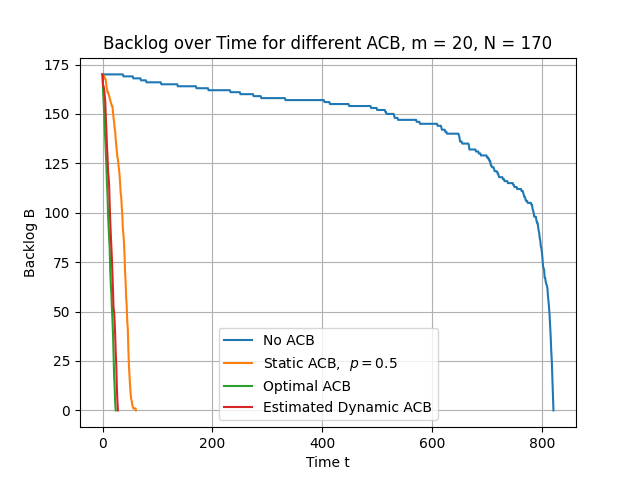 Backlog over Time for different ACB, m = 20, N = 170
175
150
125
100
75
50
25
0
Backlog B
No ACB
Static ACB, p = 0.5
Optimal ACB
Estimated Dynamic ACB
0 200 400 600 800
Time t